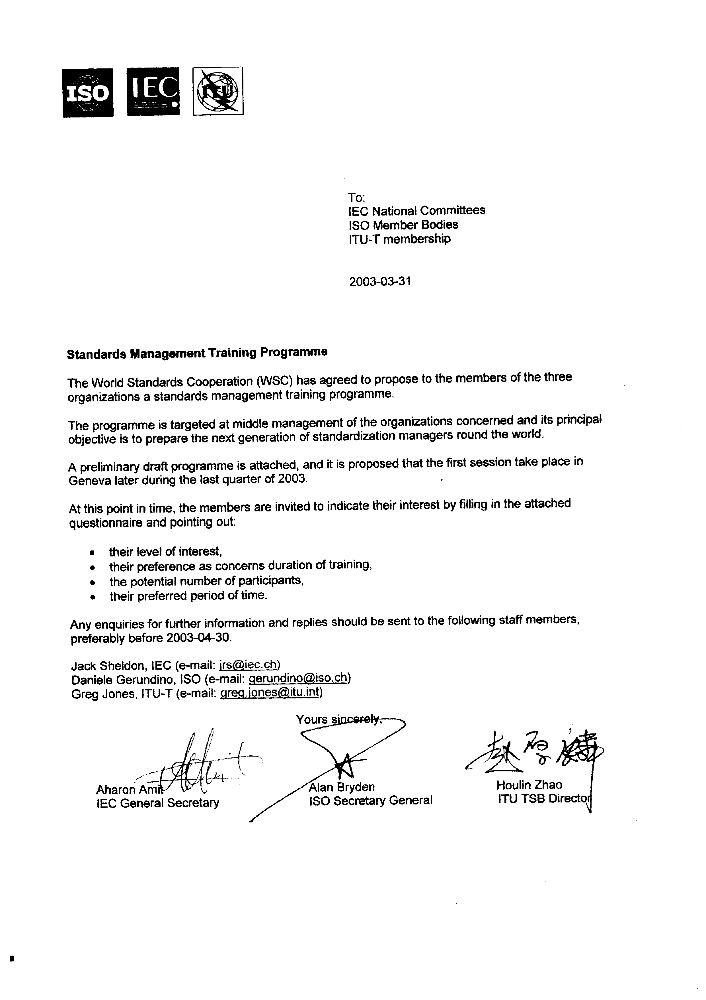 ISO IEC ITU
To:
IEC National Committees
ISO Member Bodies
ITU-T membership
2003-03-31
Standards Management Training Programme
The World Standards Cooperation (WSC) has agreed to propose to the members of the three
organizations a standards management training programme.
The programme is targeted at middle management of the organizations concerned and its principal
objective is to prepare the next generation of standardization managers round the world.
A preliminary draft programme is attached, and it is proposed that the first session take place in
Geneva later during the last quarter of 2003.
At this point in time, the members are invited to indicate their interest by filling in the attached
questionnaire and pointing out:
• their level of interest,
• their preference as concerns duration of training,
• the potential number of participants,
• their preferred period of time.
Any enquiries for further information and replies should be sent to the following staff members,
preferably before 2003-04-30.
Jack Sheldon, IEC (e-mail: jrs@iec.ch)
Daniele Gerundino, ISO (e-mail: gerundino@iso.ch)
Greg Jones, ITU-T (e-mail: greg.jones@itu.int)
Yours sincerely,
Aharon Amit Alan Bryden Houlin Zhao
IEC General Secretary ISO Secretary General ITU TSB Director